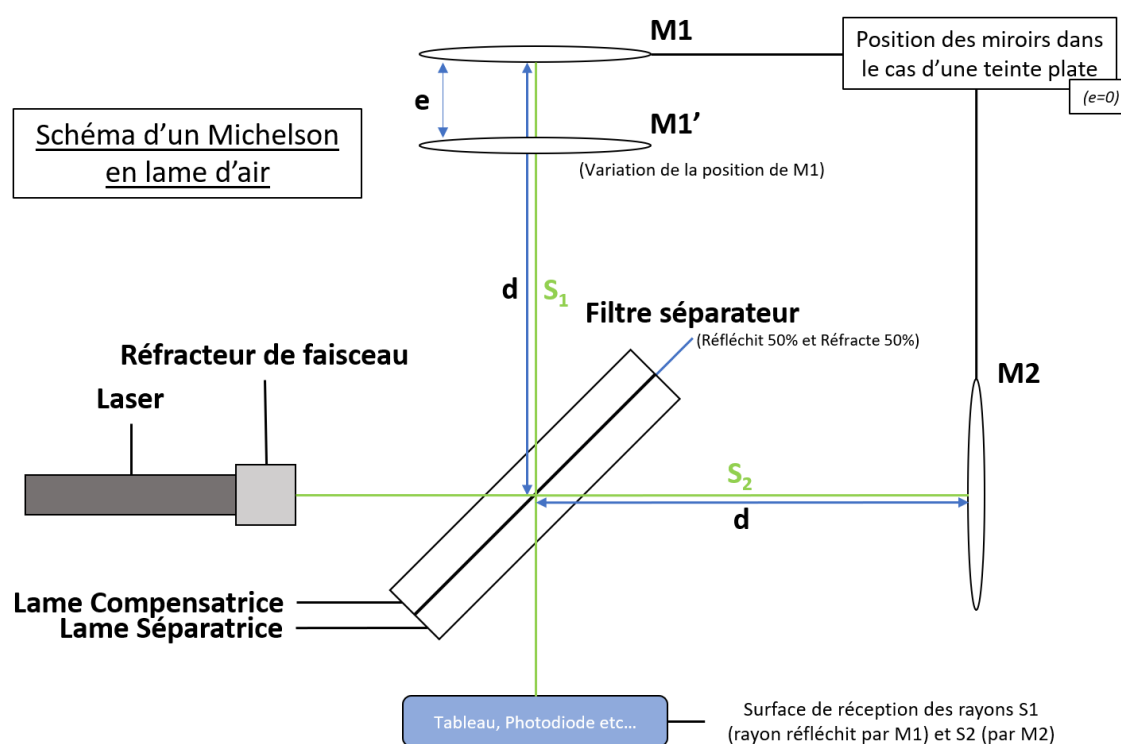 M1
Position des miroirs dans
le cas d’une teinte plate
(e=0)
e
Schéma d’un Michelson
en lame d’air
M1’
(Variation de la position de M1)
d
S1
Filtre séparateur
(Réfléchit 50% et Réfracte 50%)
Réfracteur de faisceau
M2
Laser
S2
d
Lame Compensatrice
Lame Séparatrice
Tableau, Photodiode etc…
Surface de réception des rayons S1
(rayon réfléchit par M1) et S2 (par M2)